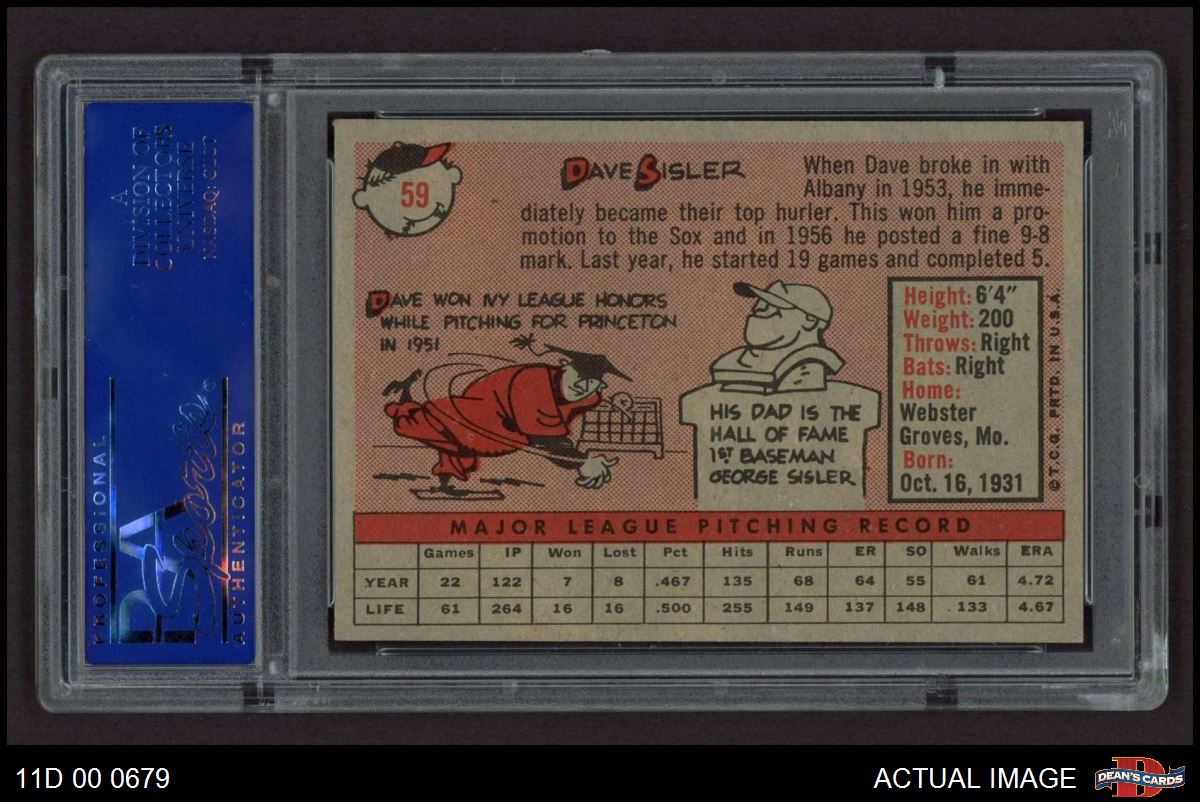 A
DIVISION OF
COLLECTORS
UNIVERSE
NASDAQ: CLCT
PROFESSIONAL
PSA
Sports
AUTHENTICATOR
59
DAVE SISLER
When Dave broke in with
Albany in 1953, he imme-
diately became their top hurler. This won him a pro-
motion to the Sox and in 1956 he posted a fine 9-8
mark. Last year, he started 19 games and completed 5.
DAVE WON IVY LEAGUE HONORS
WHILE PITCHING FOR PRINCETON
IN 1951
HIS DAD IS THE
HALL OF FAME
1ST BASEMAN
GEORGE SISLER
Height: 6'4"
Weight: 200
Throws: Right
Bats: Right
Home:
Webster
Groves, Mo.
Born:
Oct. 16, 1931
© T.C.G. PRTD. IN U.S.A.
MAJOR LEAGUE PITCHING RECORD
Games IP Won Lost Pct Hits Runs ER SO Walks ERA
YEAR 22 122 7 8 .467 135 68 64 55 61 4.72
LIFE 61 264 16 16 .500 255 149 137 148 133 4.67
11D 00 0679
ACTUAL IMAGE
D
DEAN'S CARDS